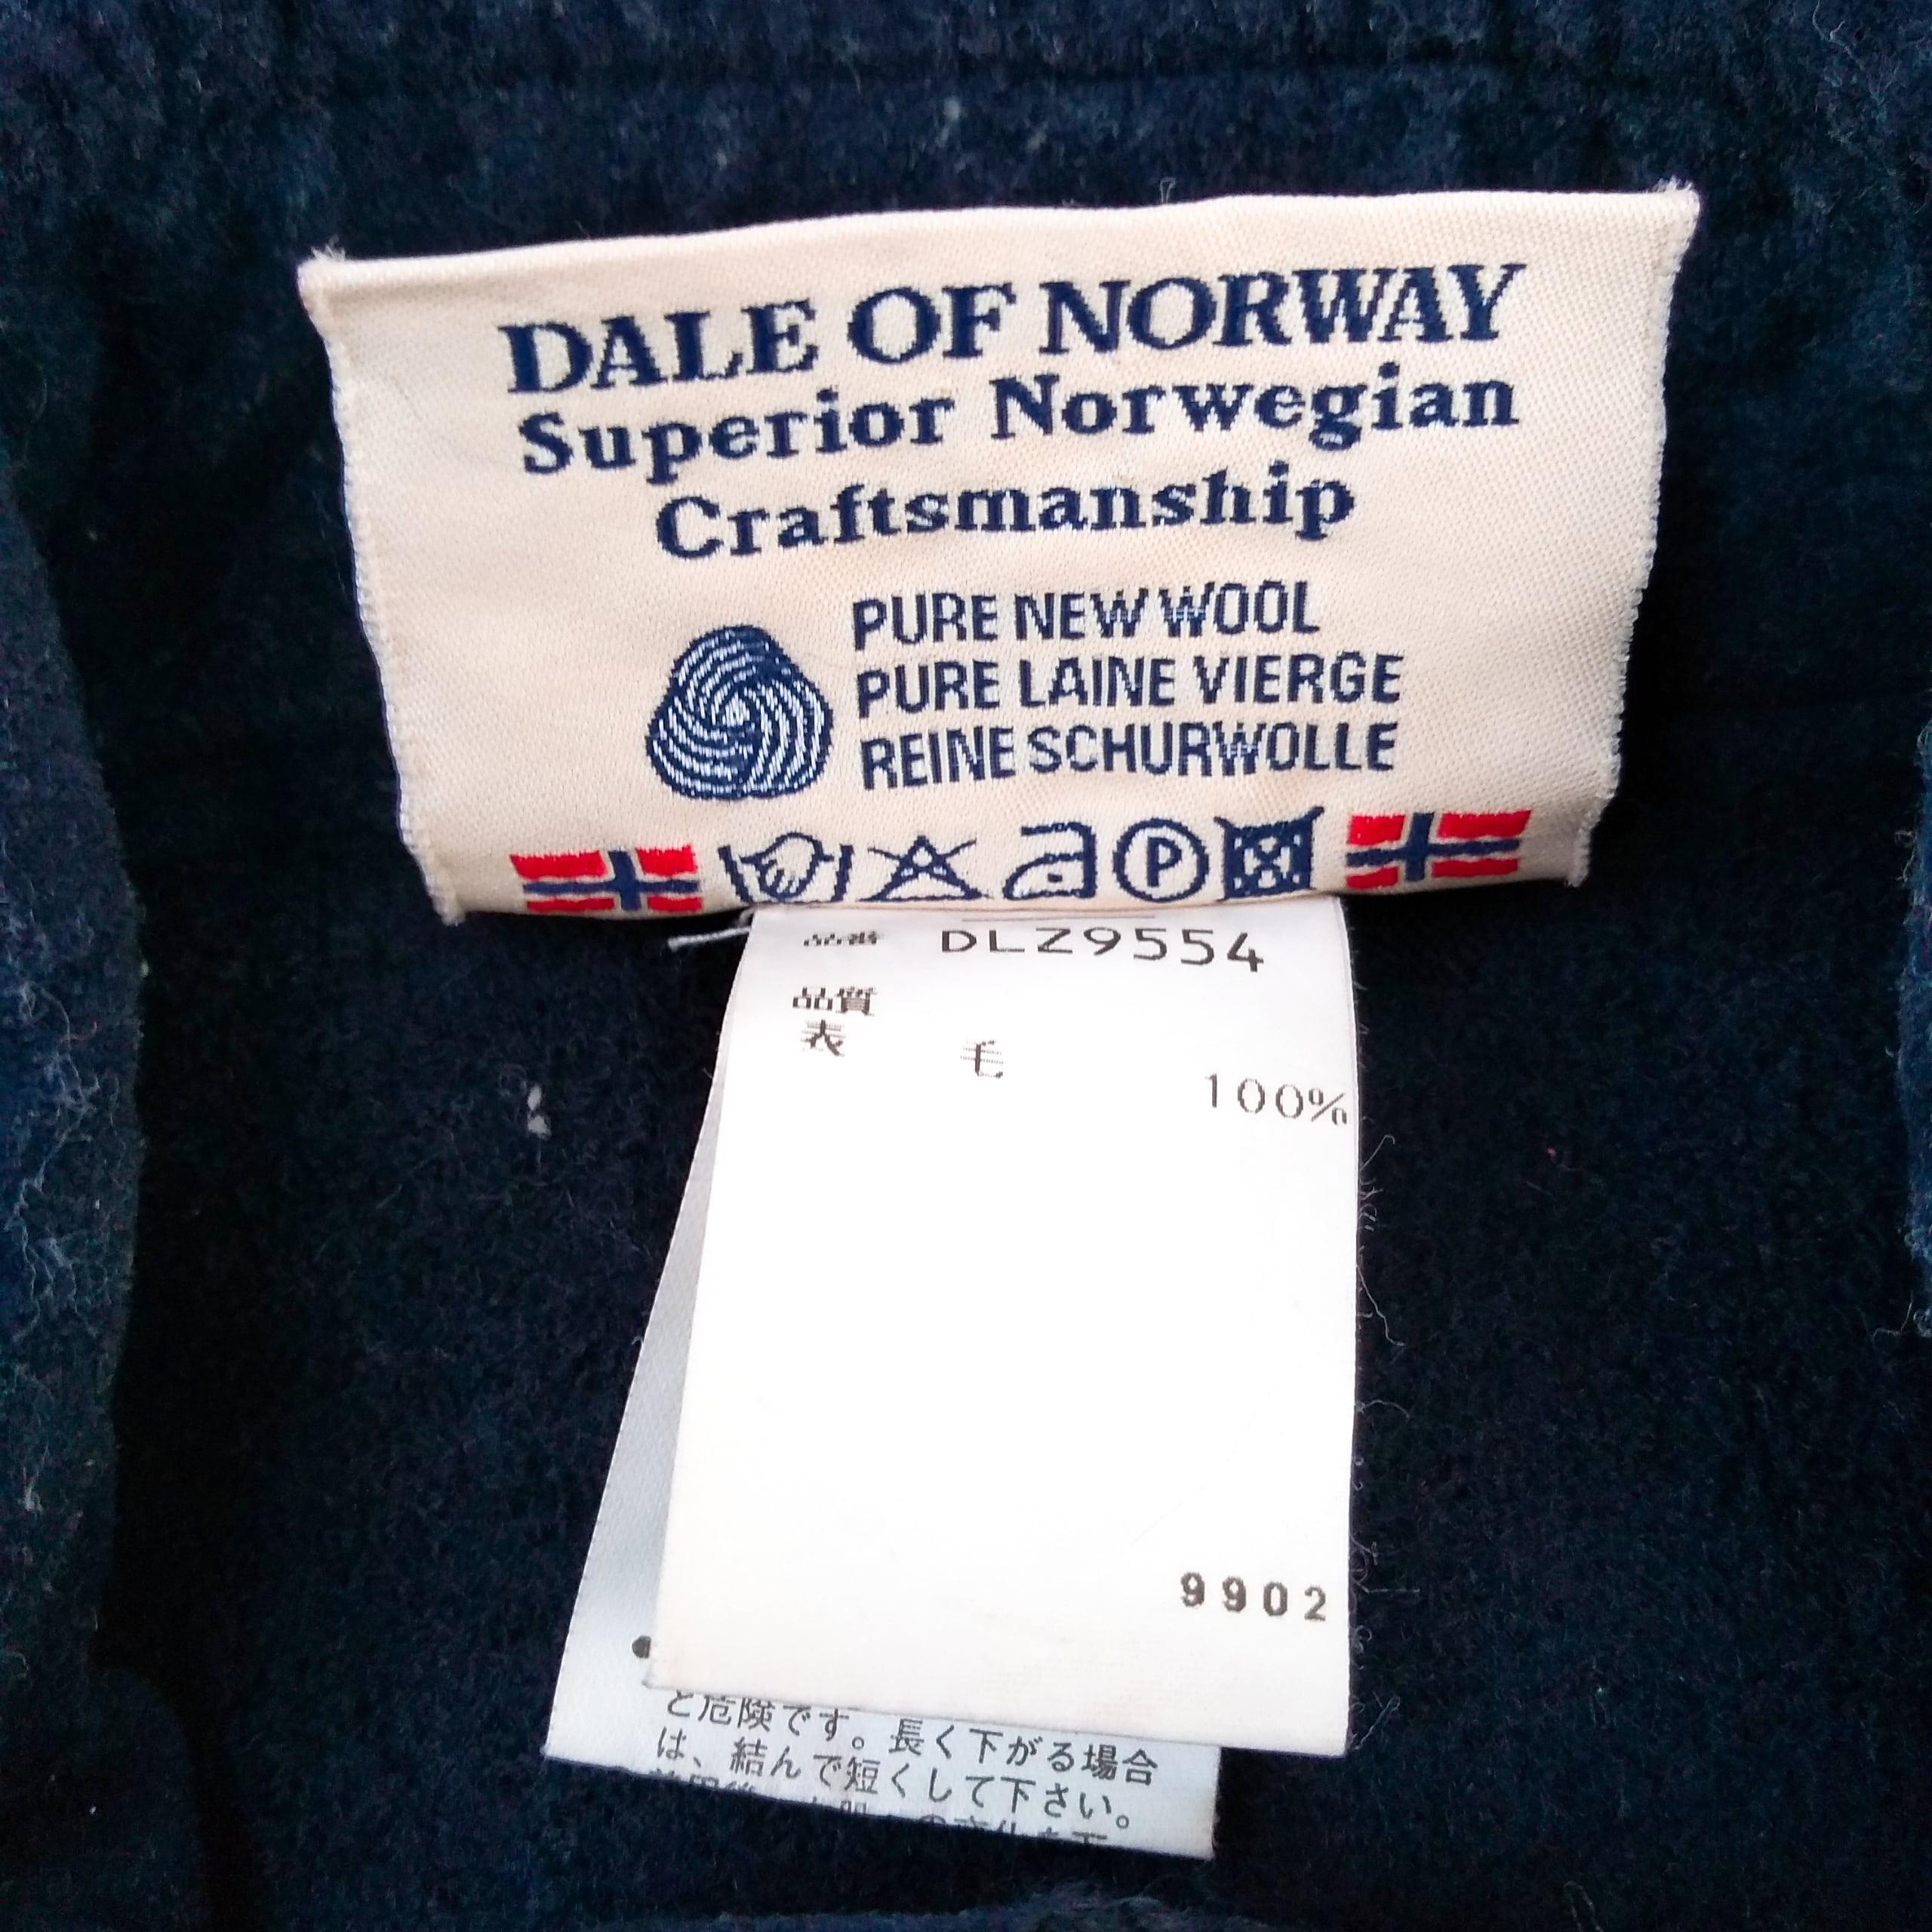 DALE OF NORWAY
Superior Norwegian
Craftsmanship
PURE NEW WOOL
PURE LAINE VIERGE
REINE SCHURWOLLE
P
品番 DLZ9554
品質
表 毛 100%
9902
と危険です。長く下がる場合
は、結んで短くして下さい。